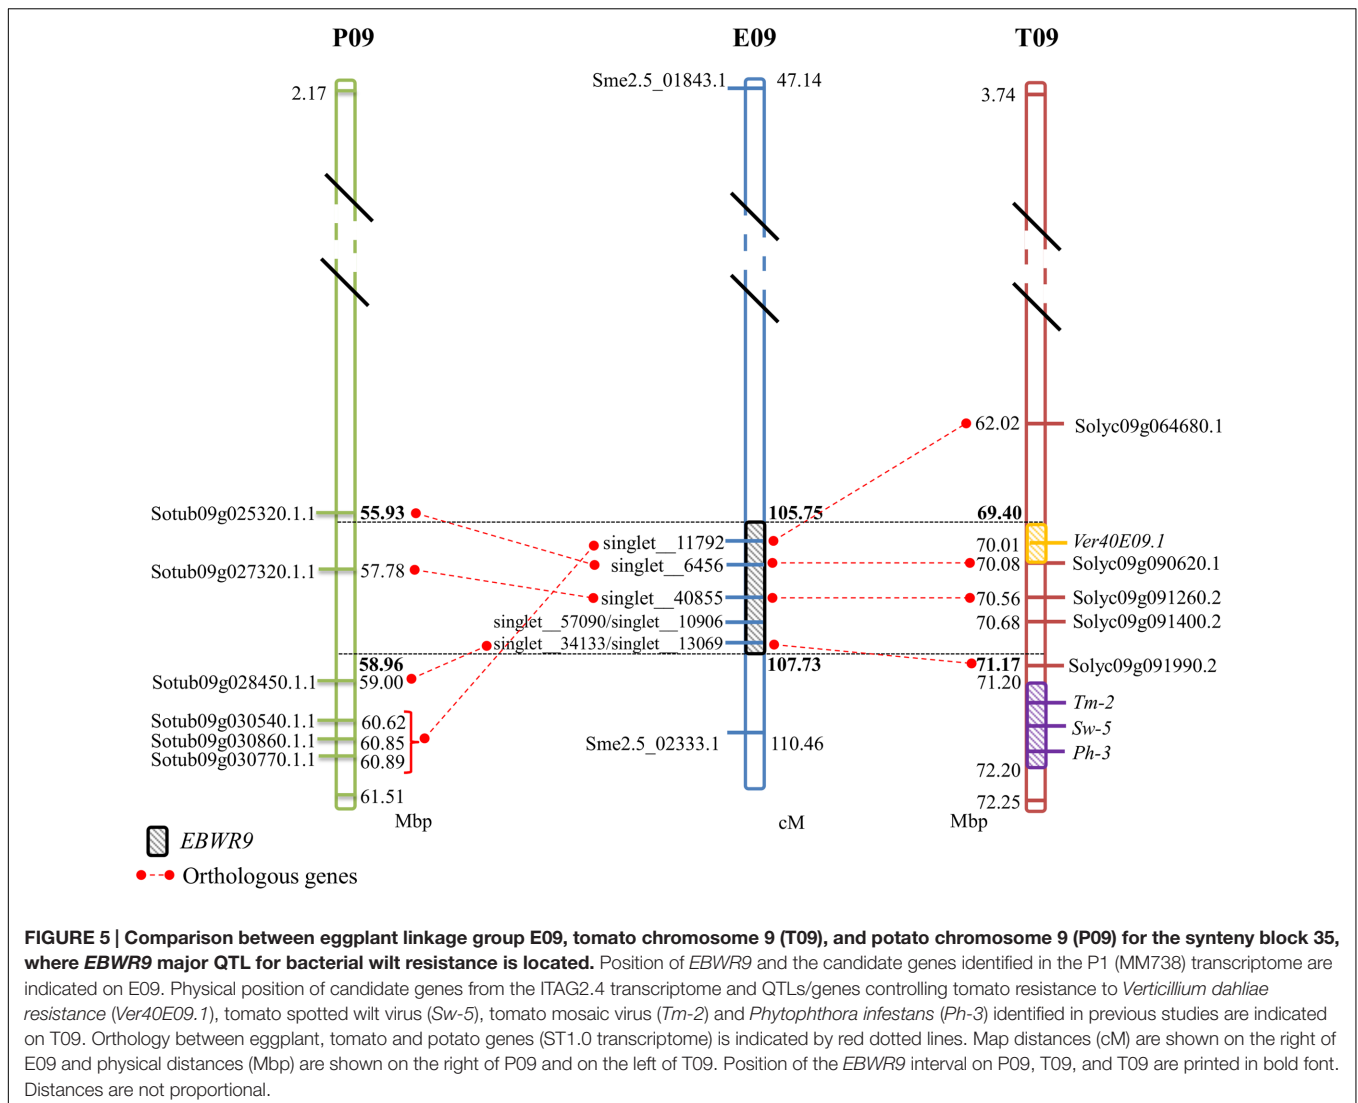 P09
E09
T09
2.17
Sme2.5_01843.1
47.14
3.74
62.02
Solyc09g064680.1
Sotub09g025320.1.1
55.93
105.75
69.40
singlet__11792
70.01
Ver40E09.1
singlet__6456
70.08
Solyc09g090620.1
Sotub09g027320.1.1
57.78
singlet__40855
70.56
Solyc09g091260.2
singlet__57090/singlet__10906
70.68
Solyc09g091400.2
singlet__34133/singlet__13069
58.96
107.73
71.17
Solyc09g091990.2
Sotub09g028450.1.1
59.00
71.20
Tm-2
Sotub09g030540.1.1
60.62
Sw-5
Sotub09g030860.1.1
60.85
Sme2.5_02333.1
110.46
Ph-3
Sotub09g030770.1.1
60.89
72.20
61.51
72.25
Mbp
cM
Mbp
EBWR9
Orthologous genes
FIGURE 5 | Comparison between eggplant linkage group E09, tomato chromosome 9 (T09), and potato chromosome 9 (P09) for the synteny block 35,
where EBWR9 major QTL for bacterial wilt resistance is located. Position of EBWR9 and the candidate genes identified in the P1 (MM738) transcriptome are
indicated on E09. Physical position of candidate genes from the ITAG2.4 transcriptome and QTLs/genes controlling tomato resistance to Verticillium dahliae
resistance (Ver40E09.1), tomato spotted wilt virus (Sw-5), tomato mosaic virus (Tm-2) and Phytophthora infestans (Ph-3) identified in previous studies are indicated
on T09. Orthology between eggplant, tomato and potato genes (ST1.0 transcriptome) is indicated by red dotted lines. Map distances (cM) are shown on the right of
E09 and physical distances (Mbp) are shown on the right of P09 and on the left of T09. Position of the EBWR9 interval on P09, T09, and T09 are printed in bold font.
Distances are not proportional.